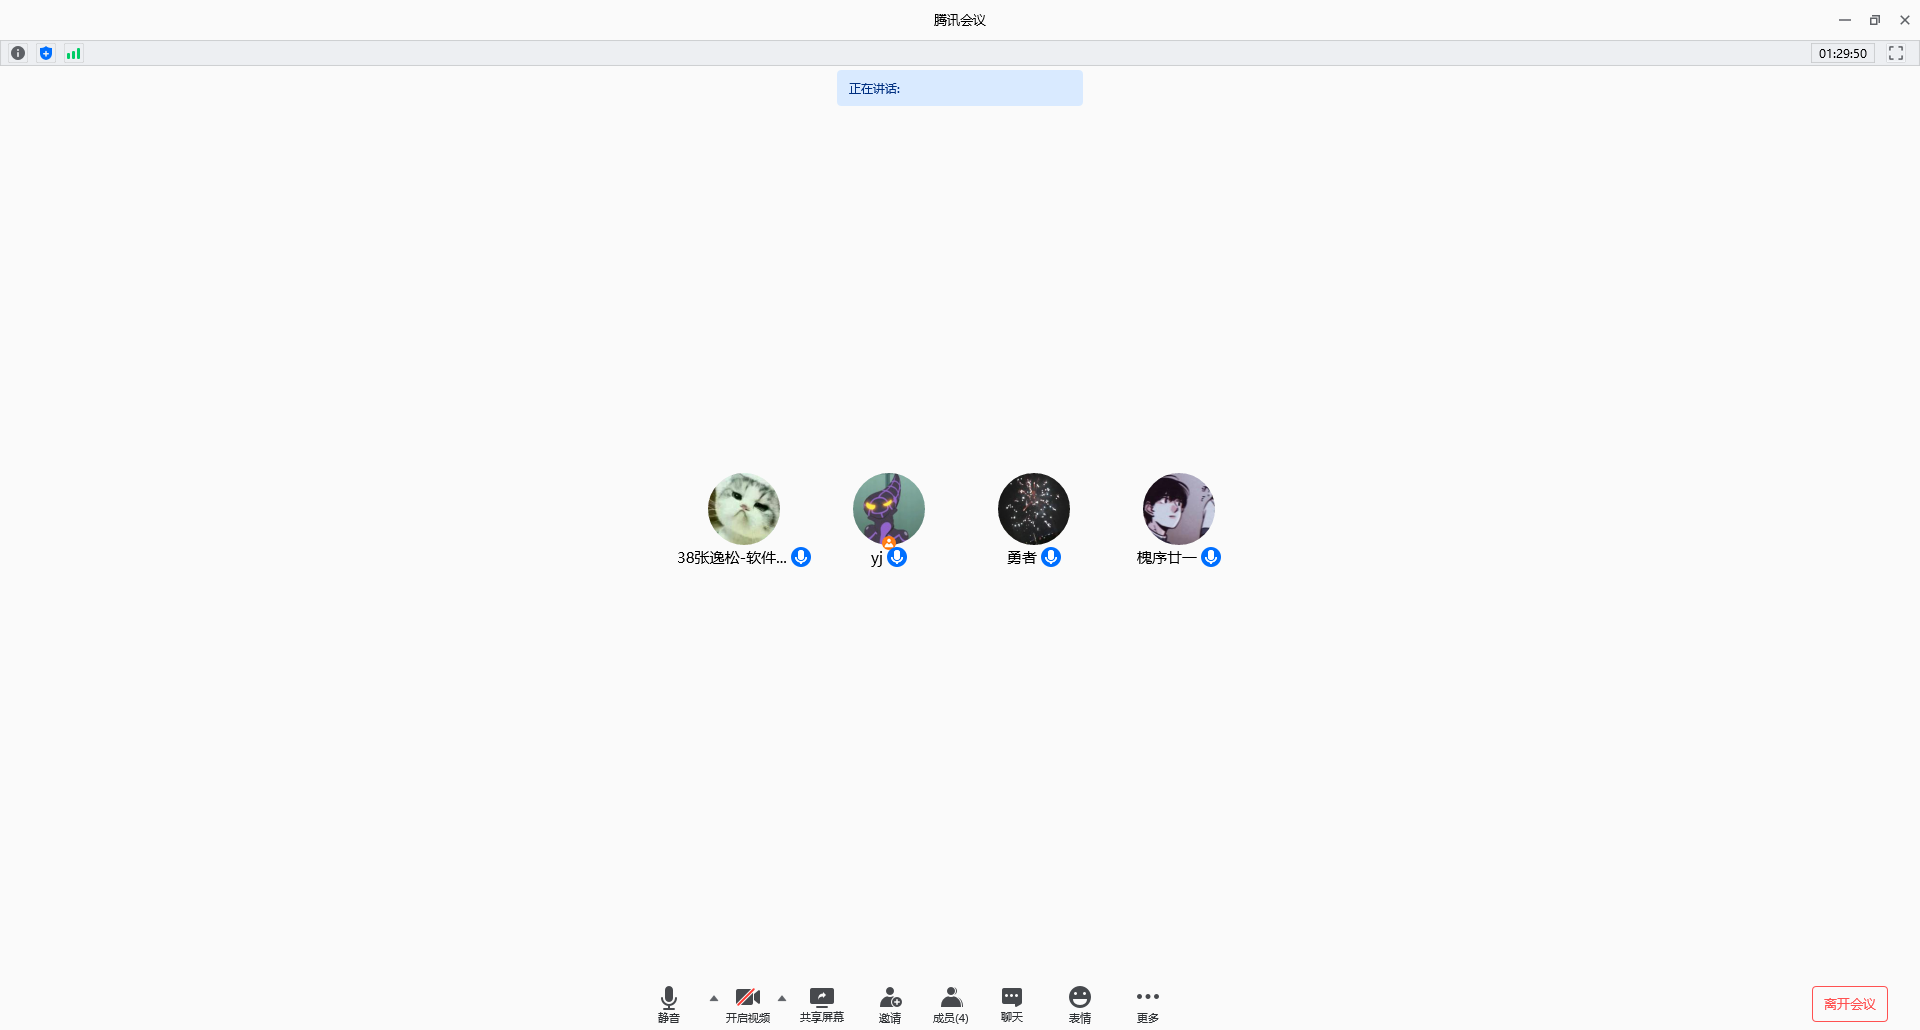 腾讯会议
01:29:50
正在讲话:
38张逸松-软件...
yj
勇者
槐序廿一
静音
开启视频
共享屏幕
邀请
成员(4)
聊天
表情
更多
离开会议